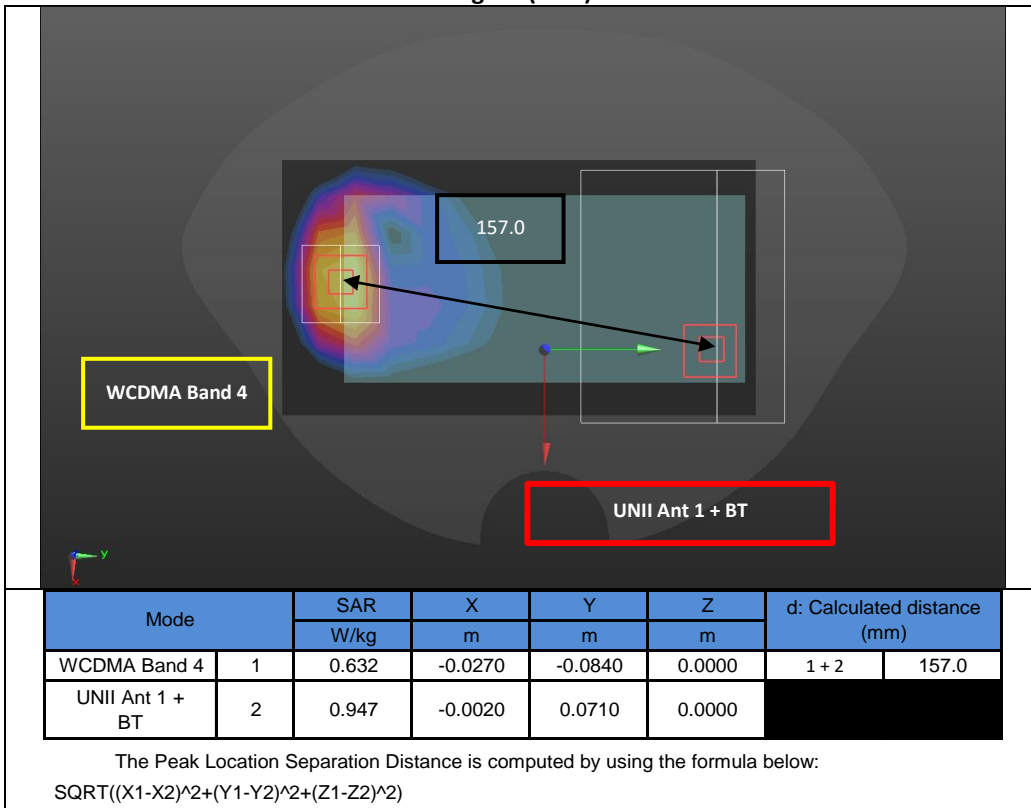 157.0
WCDMA Band 4
UNII Ant 1 + BT
y
x
Mode SAR X Y Z d: Calculated distance (mm)
W/kg m m m
WCDMA Band 4 1 0.632 -0.0270 -0.0840 0.0000 1 + 2 157.0
UNII Ant 1 + BT 2 0.947 -0.0020 0.0710 0.0000
The Peak Location Separation Distance is computed by using the formula below:
SQRT((X1-X2)^2+(Y1-Y2)^2+(Z1-Z2)^2)